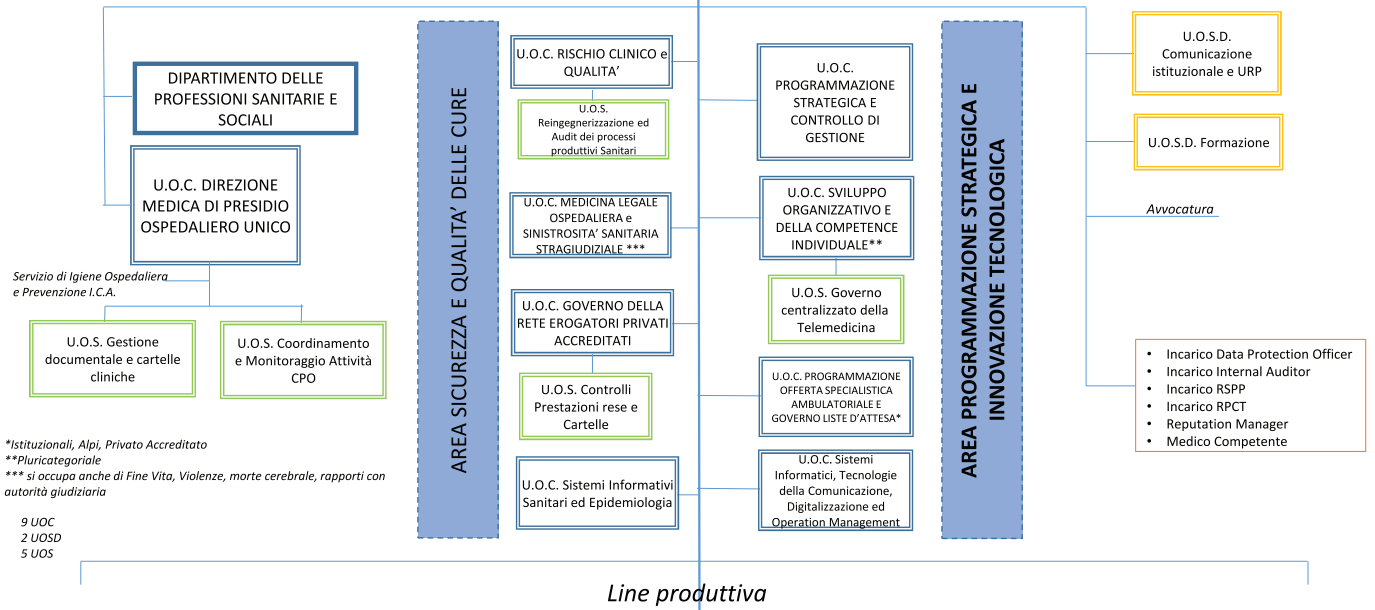 DIPARTIMENTO DELLE
PROFESSIONI SANITARIE E
SOCIALI
U.O.C. DIREZIONE
MEDICA DI PRESIDIO
OSPEDALIERO UNICO
Servizio di Igiene Ospedaliera
e Prevenzione I.C.A.
U.O.S. Gestione
documentale e cartelle
cliniche
U.O.S. Coordinamento
e Monitoraggio Attività
CPO
*Istituzionali, Alpi, Privato Accreditato
**Pluricategoriale
*** si occupa anche di Fine Vita, Violenze, morte cerebrale, rapporti con
autorità giudiziaria
9 UOC
2 UOSD
5 UOS
AREA SICUREZZA E QUALITA’ DELLE CURE
U.O.C. RISCHIO CLINICO e
QUALITA’
U.O.S.
Reingegnerizzazione ed
Audit dei processi
produttivi Sanitari
U.O.C. MEDICINA LEGALE
OSPEDALIERA e
SINISTROSITA’ SANITARIA
STRAGIUDIZIALE ***
U.O.C. GOVERNO DELLA
RETE EROGATORI PRIVATI
ACCREDITATI
U.O.S. Controlli
Prestazioni rese e
Cartelle
U.O.C. Sistemi Informativi
Sanitari ed Epidemiologia
U.O.C.
PROGRAMMAZIONE
STRATEGICA E
CONTROLLO DI
GESTIONE
U.O.C. SVILUPPO
ORGANIZZATIVO E
DELLA COMPETENCE
INDIVIDUALE**
U.O.S. Governo
centralizzato della
Telemedicina
U.O.C. PROGRAMMAZIONE
OFFERTA SPECIALISTICA
AMBULATORIALE E
GOVERNO LISTE D’ATTESA*
U.O.C. Sistemi
Informatici, Tecnologie
della Comunicazione,
Digitalizzazione ed
Operation Management
AREA PROGRAMMAZIONE STRATEGICA E
INNOVAZIONE TECNOLOGICA
U.O.S.D.
Comunicazione
istituzionale e URP
U.O.S.D. Formazione
Avvocatura
• Incarico Data Protection Officer
• Incarico Internal Auditor
• Incarico RSPP
• Incarico RPCT
• Reputation Manager
• Medico Competente
Line produttiva